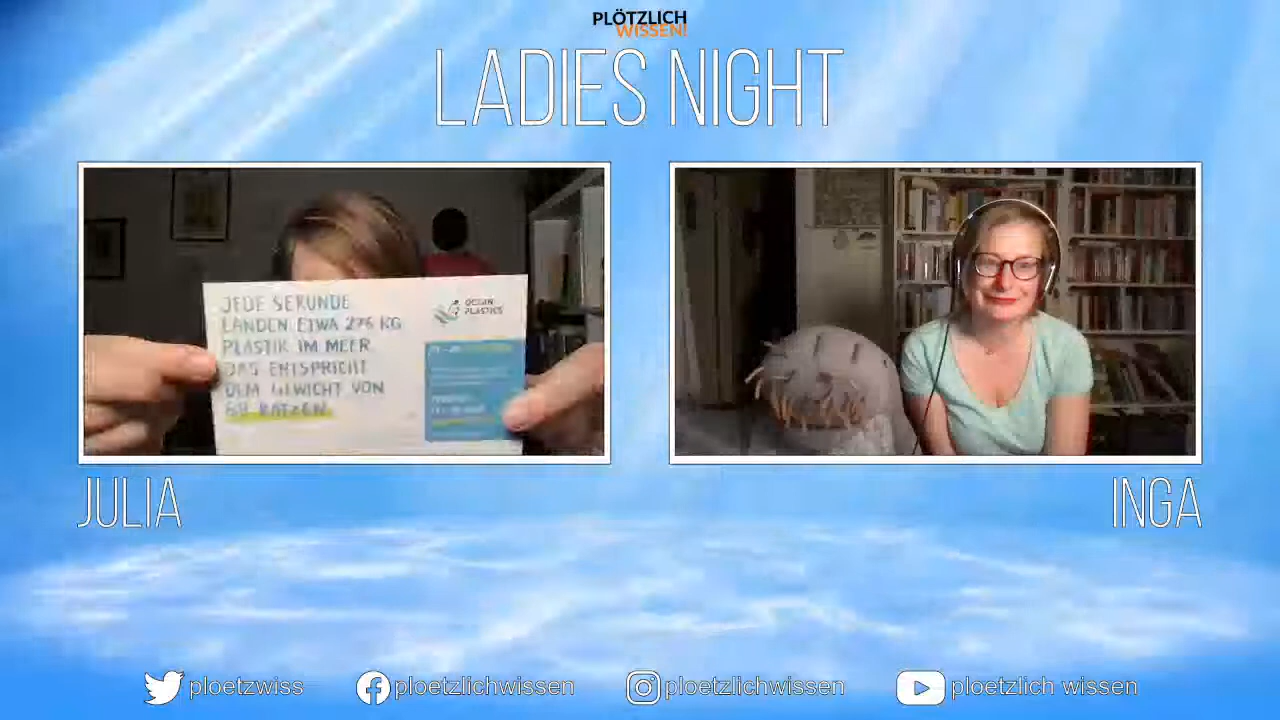 PLÖTZLICH
WISSEN!
LADIES NIGHT
JEDE SEKUNDE
LANDEN ETWA 276 KG
PLASTIK IM MEER.
DAS ENTSPRICHT
DEM GEWICHT VON
69 KATZEN.
OCEAN
PLASTICS
JULIA
INGA
ploetzwiss
ploetzlichwissen
ploetzlichwissen
ploetzlich wissen